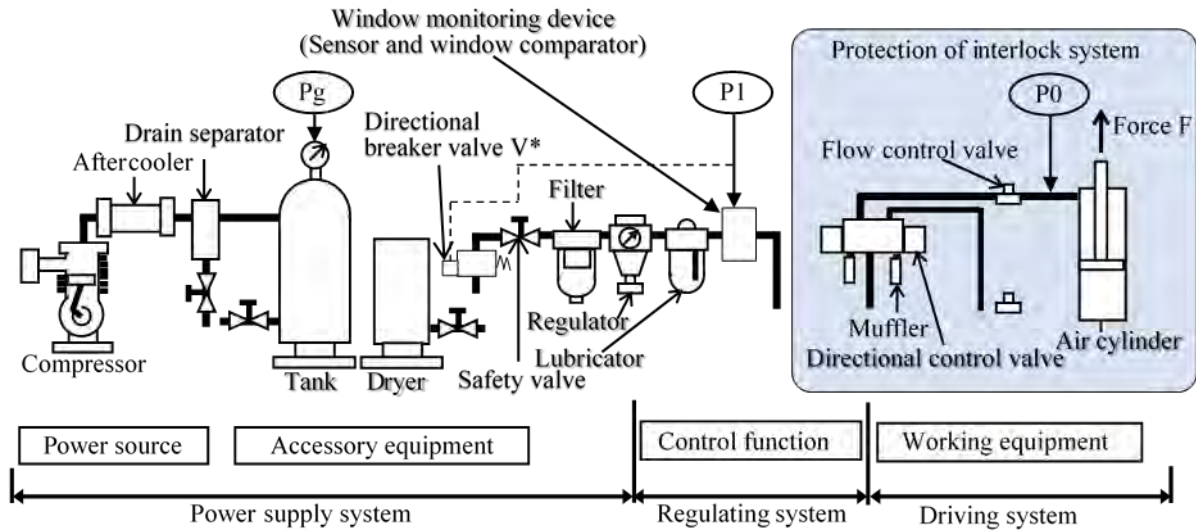 Window monitoring device
(Sensor and window comparator)
Protection of interlock system
Pg
P1
P0
Drain separator
Directional
breaker valve V*
Force F
Aftercooler
Flow control valve
Filter
Regulator
Muffler
Air cylinder
Compressor
Lubricator
Directional control valve
Tank
Dryer
Safety valve
Power source
Accessory equipment
Control function
Working equipment
Power supply system
Regulating system
Driving system